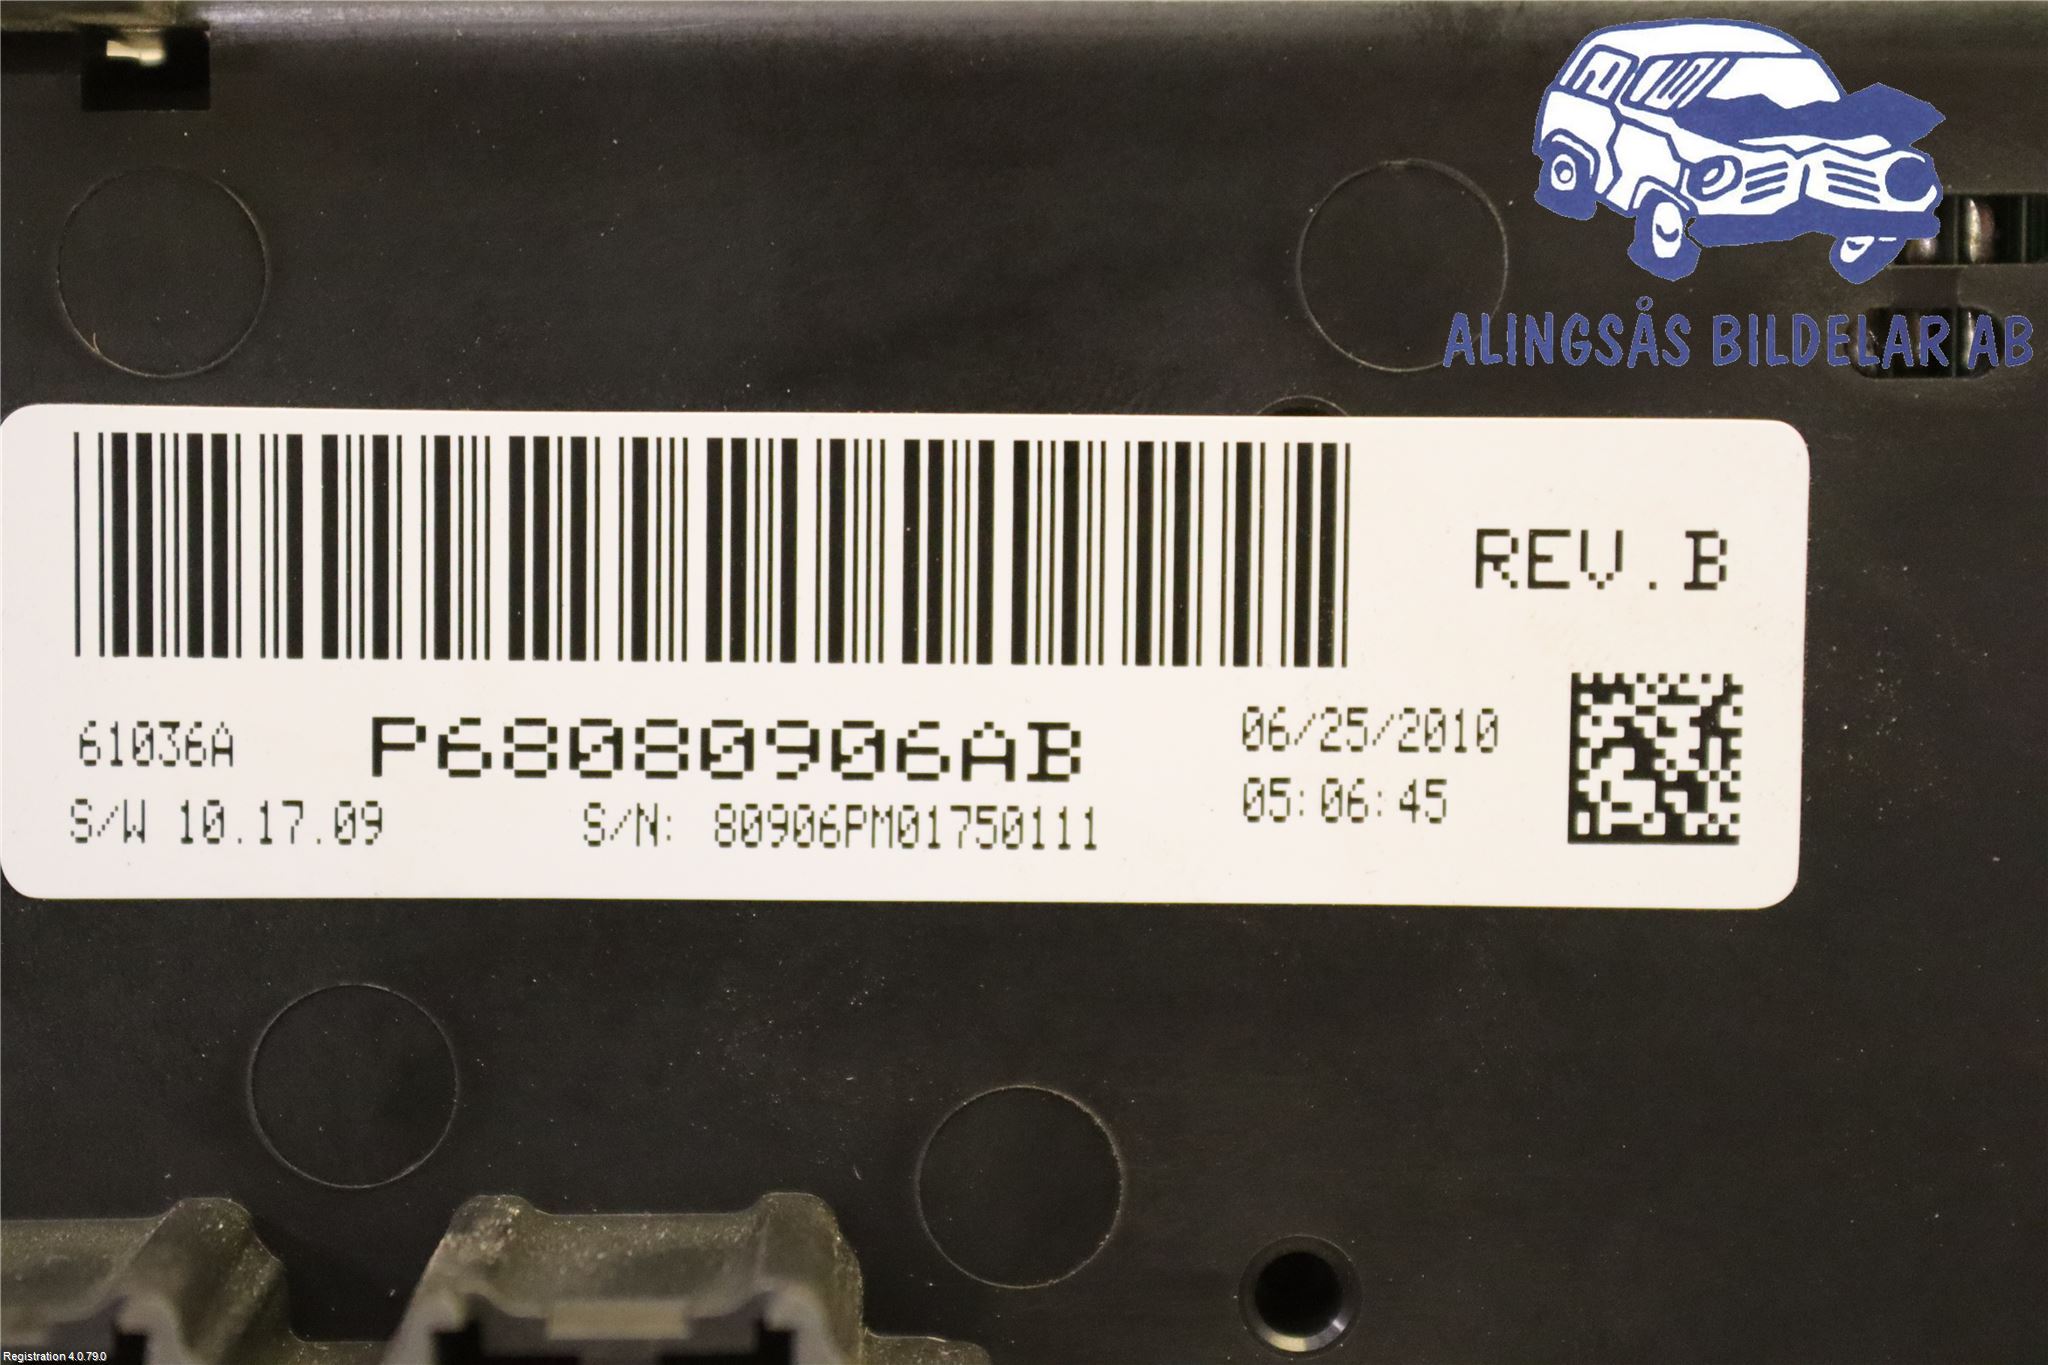 ALINGSÅS BILDELAR AB
REV.B
61036A P68080906AB 06/25/2010
S/W 10.17.09 S/N: 80906PM01750111 05:06:45
Registration 4.0.79.0